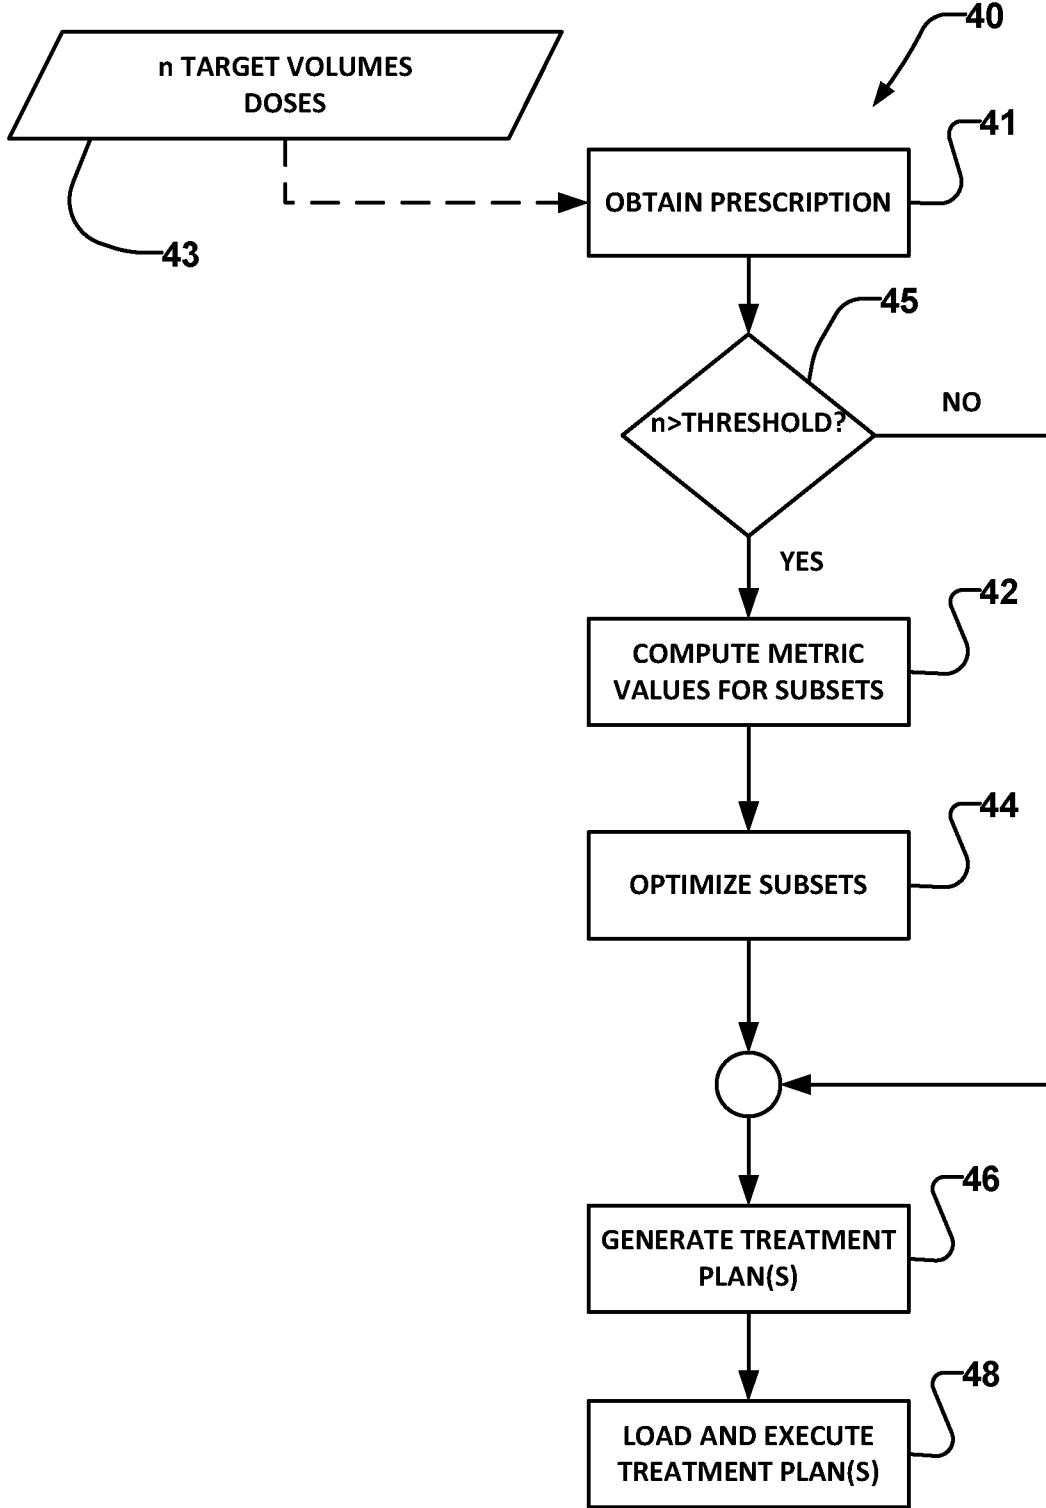 40
n TARGET VOLUMES
DOSES
41
OBTAIN PRESCRIPTION
43
45
n>THRESHOLD?
NO
YES
42
COMPUTE METRIC
VALUES FOR SUBSETS
44
OPTIMIZE SUBSETS
46
GENERATE TREATMENT
PLAN(S)
48
LOAD AND EXECUTE
TREATMENT PLAN(S)